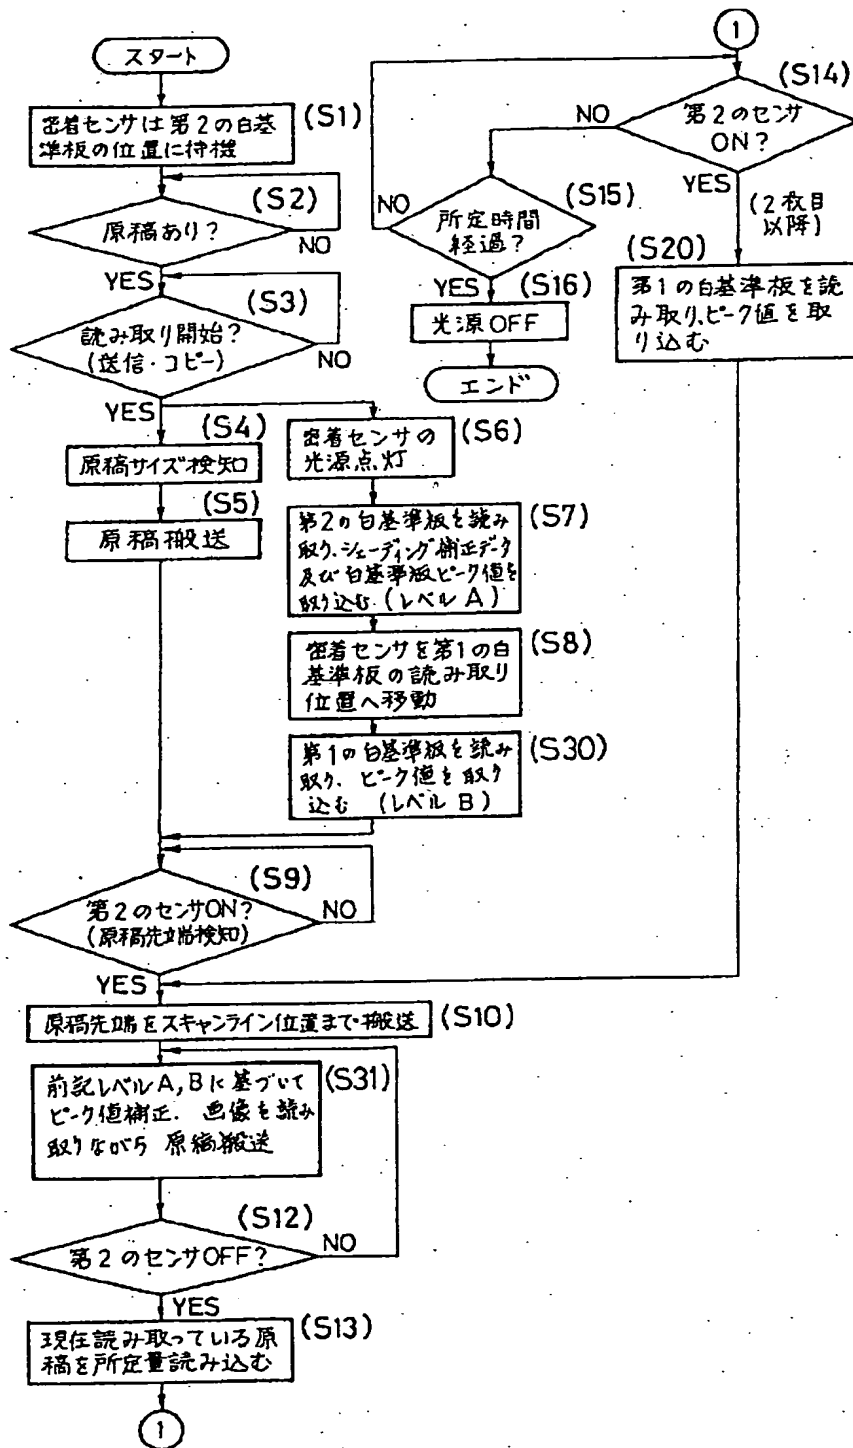 スタート
密着センサは第2の白基
準板の位置に待機
(S1)
原稿あり?
(S2)
NO
YES
読み取り開始?
(送信・コピー)
(S3)
NO
YES
(S4)
原稿サイズ検知
(S5)
原稿搬送
密着センサの
光源点灯
(S6)
第2の白基準板を読み
取り、シェーディング補正データ
及び白基準版ピーク値を
取り込む (レベル A)
(S7)
密着センサを第1の白
基準板の読み取り
位置へ移動
(S8)
第1の白基準板を読み
取り、ピーク値を取り
込む (レベル B)
(S30)
第2のセンサON?
(原稿先端検知)
(S9)
NO
YES
原稿先端をスキャンライン位置まで搬送
(S10)
前記レベルA,Bに基づいて
ピーク値補正. 画像を読み
取りながら 原稿搬送
(S31)
第2のセンサOFF?
(S12)
NO
YES
現在読み取っている原
稿を所定量読み込む
(S13)
1
1
第2のセンサ
ON?
(S14)
NO
YES
(2枚目
以降)
所定時間
経過?
(S15)
NO
YES
(S16)
光源OFF
エンド
(S20)
第1の白基準板を読
み取り、ピーク値を取
り込む